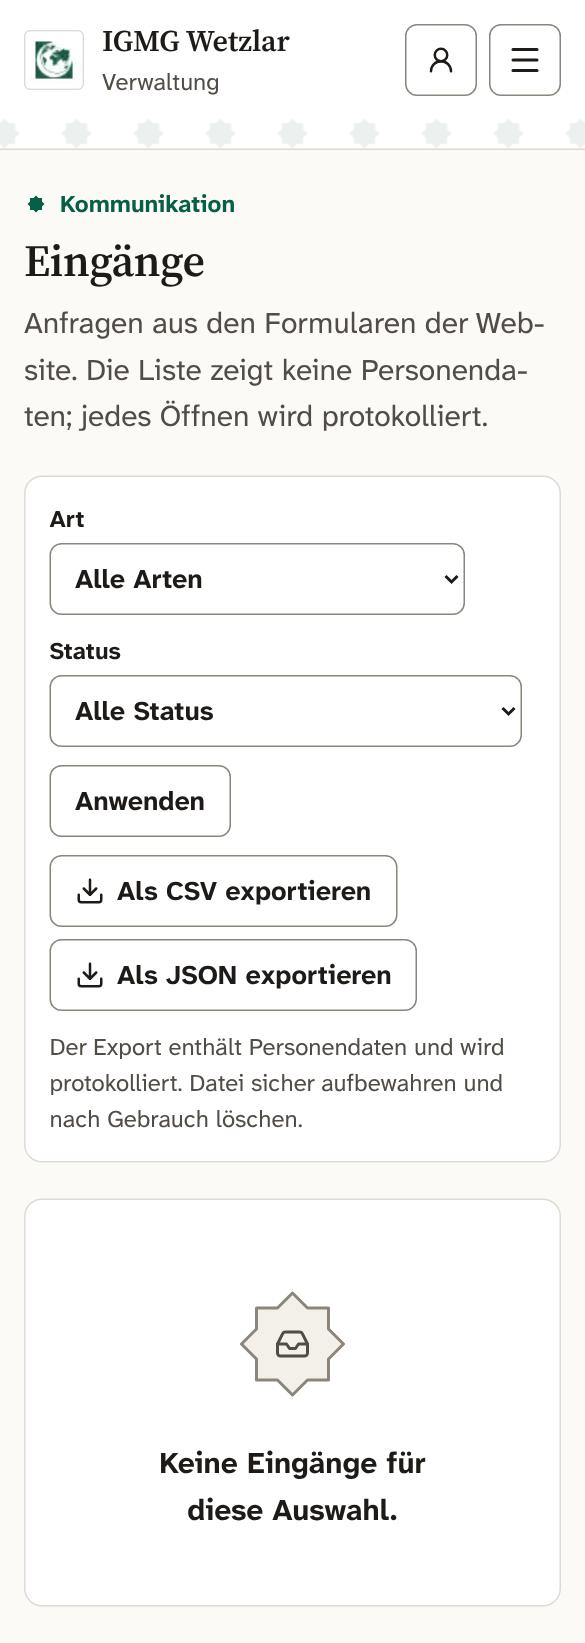 IGMG Wetzlar
Verwaltung
Kommunikation
Eingänge
Anfragen aus den Formularen der Web-
site. Die Liste zeigt keine Personenda-
ten; jedes Öffnen wird protokolliert.
Art
Alle Arten
Status
Alle Status
Anwenden
Als CSV exportieren
Als JSON exportieren
Der Export enthält Personendaten und wird
protokolliert. Datei sicher aufbewahren und
nach Gebrauch löschen.
Keine Eingänge für
diese Auswahl.